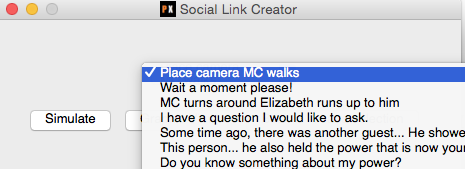 PX Social Link Creator
Place camera MC walks
Wait a moment please!
MC turns around Elizabeth runs up to him
Simulate
I have a question I would like to ask.
Some time ago, there was another guest... He showe
This person... he also held the power that is now your
Do you know something about my power?